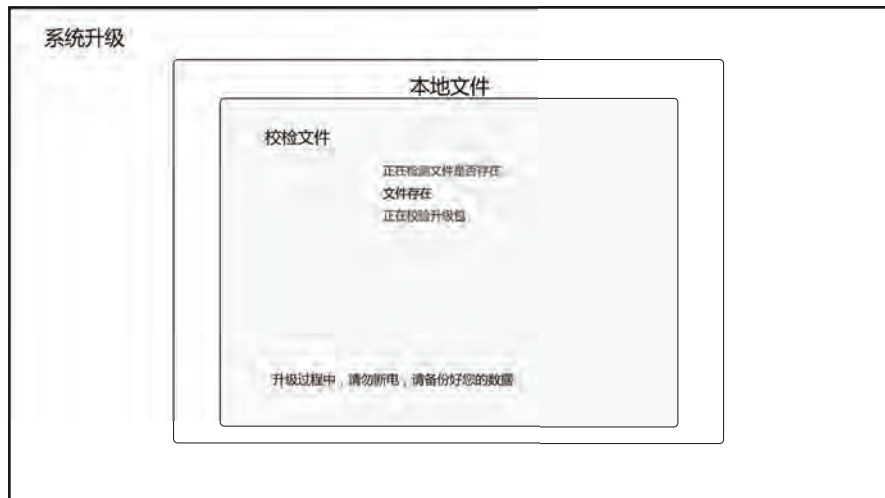 系统升级
本地文件
校检文件
正在检测文件是否存在
文件存在
正在校验升级包
升级过程中，请勿断电，请备份好您的数据